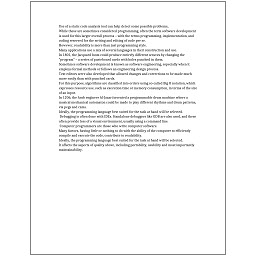 Use of a static code analysis tool can help detect some possible problems.
While these are sometimes considered programming, often the term software development
is used for this larger overall process – with the terms programming, implementation, and
coding reserved for the writing and editing of code per se.
However, readability is more than just programming style.
Many applications use a mix of several languages in their construction and use.
In 1801, the Jacquard loom could produce entirely different weaves by changing the
"program" – a series of pasteboard cards with holes punched in them.
Sometimes software development is known as software engineering, especially when it
employs formal methods or follows an engineering design process.
Text editors were also developed that allowed changes and corrections to be made much
more easily than with punched cards.
For this purpose, algorithms are classified into orders using so-called Big O notation, which
expresses resource use, such as execution time or memory consumption, in terms of the size
of an input.
In 1206, the Arab engineer Al-Jazari invented a programmable drum machine where a
musical mechanical automaton could be made to play different rhythms and drum patterns,
via pegs and cams.
Ideally, the programming language best suited for the task at hand will be selected.
Debugging is often done with IDEs. Standalone debuggers like GDB are also used, and these
often provide less of a visual environment, usually using a command line.
Computer programmers are those who write computer software.
Many factors, having little or nothing to do with the ability of the computer to efficiently
compile and execute the code, contribute to readability.
Ideally, the programming language best suited for the task at hand will be selected.
It affects the aspects of quality above, including portability, usability and most importantly
maintainability.